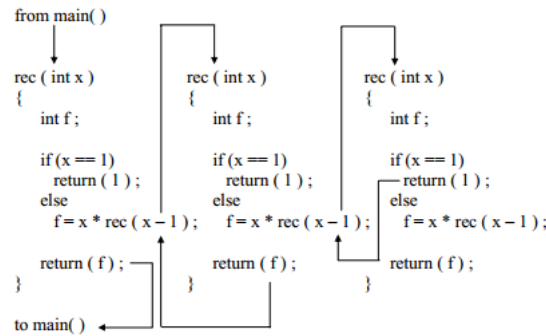 from main( )
rec ( int x )
{
int f ;
if (x == 1)
return ( 1 ) ;
else
f = x * rec ( x – 1 ) ;
return ( f ) ;
}
to main( )
rec ( int x )
{
int f ;
if (x == 1)
return ( 1 ) ;
else
f = x * rec ( x – 1 ) ;
return ( f ) ;
}
rec ( int x )
{
int f ;
if (x == 1)
return ( 1 ) ;
else
f = x * rec ( x – 1 ) ;
return ( f ) ;
}